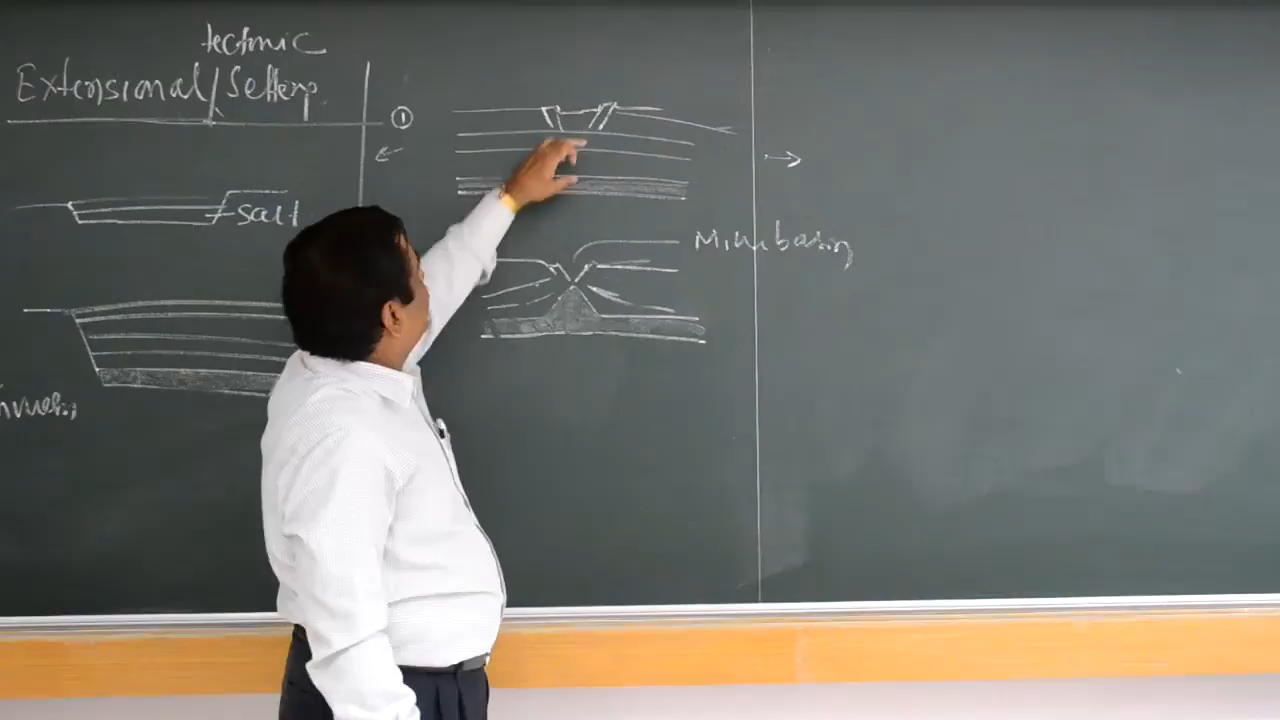 tectonic
Extensional/Setting
①
salt
Minibasin